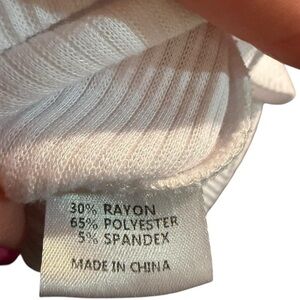 30% RAYON
65% POLYESTER
5% SPANDEX
MADE IN CHINA